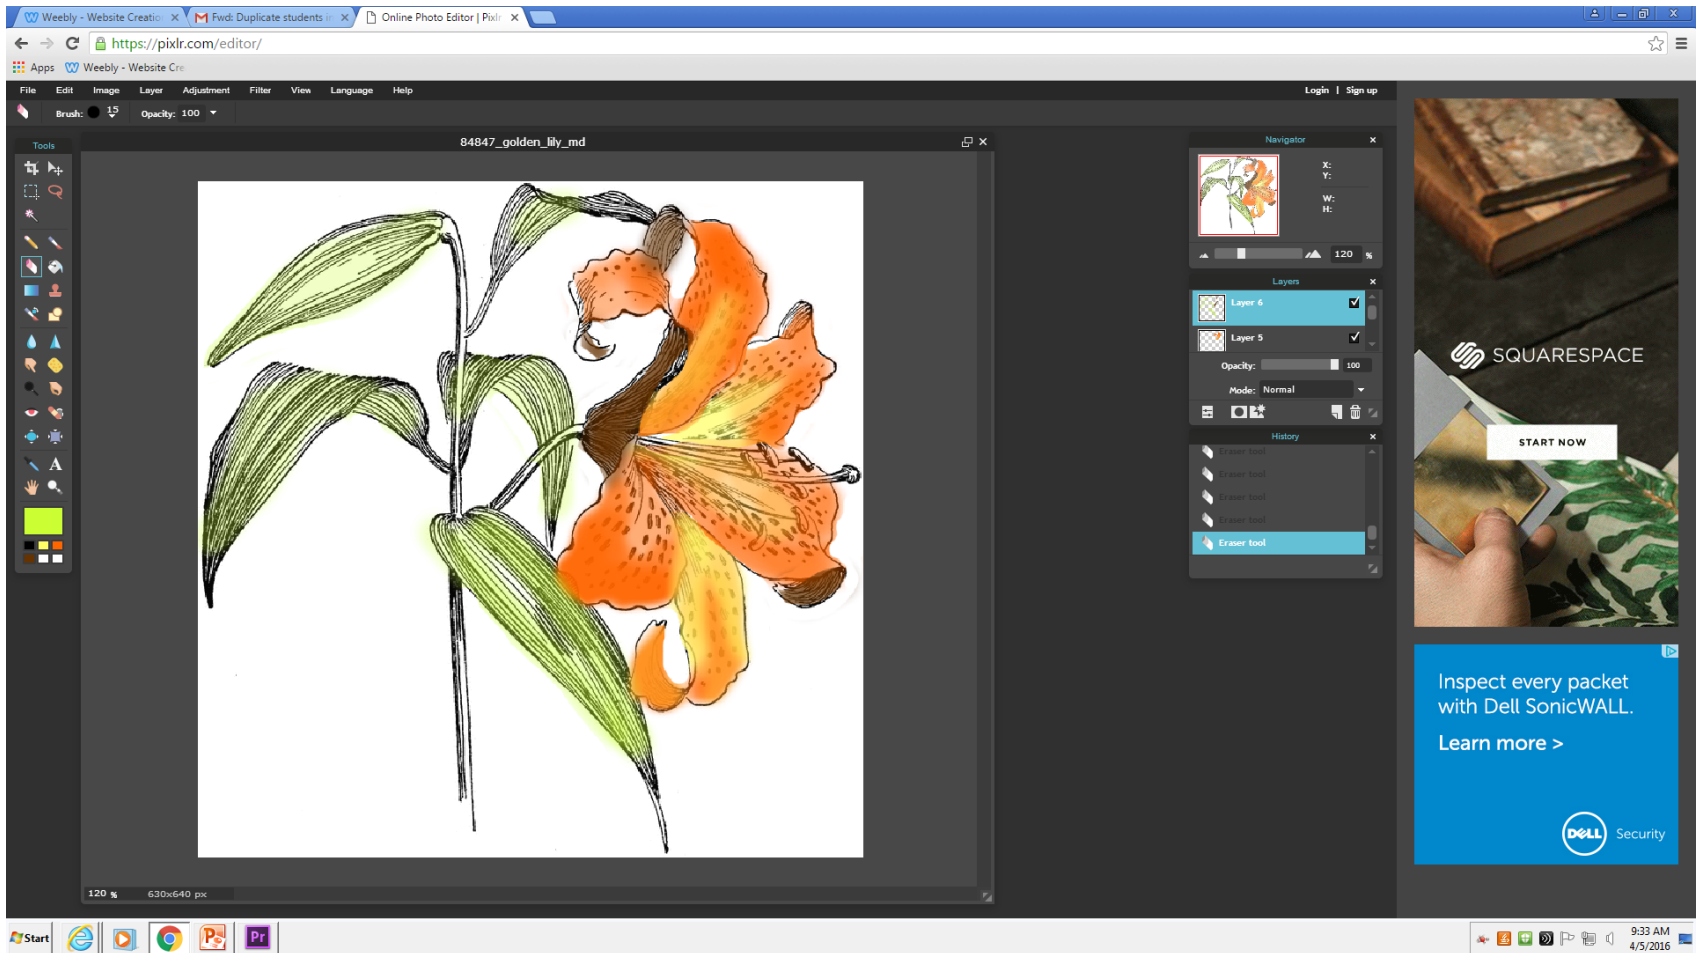 Weebly - Website Creatio
Fwd: Duplicate students in
Online Photo Editor | Pixlr
https://pixlr.com/editor/
Apps
Weebly - Website Cre
File Edit Image Layer Adjustment Filter View Language Help
Login | Sign up
Brush: 15 Opacity: 100
Tools
84847_golden_lily_md
Navigator
X:
Y:
W:
H:
120 %
Layers
Layer 6
Layer 5
Opacity: 100
Mode: Normal
History
Eraser tool
Eraser tool
Eraser tool
Eraser tool
Eraser tool
A
120 % 630x640 px
SQUARESPACE
START NOW
Inspect every packet
with Dell SonicWALL.
Learn more >
DELL Security
Start
Pr
9:33 AM
4/5/2016